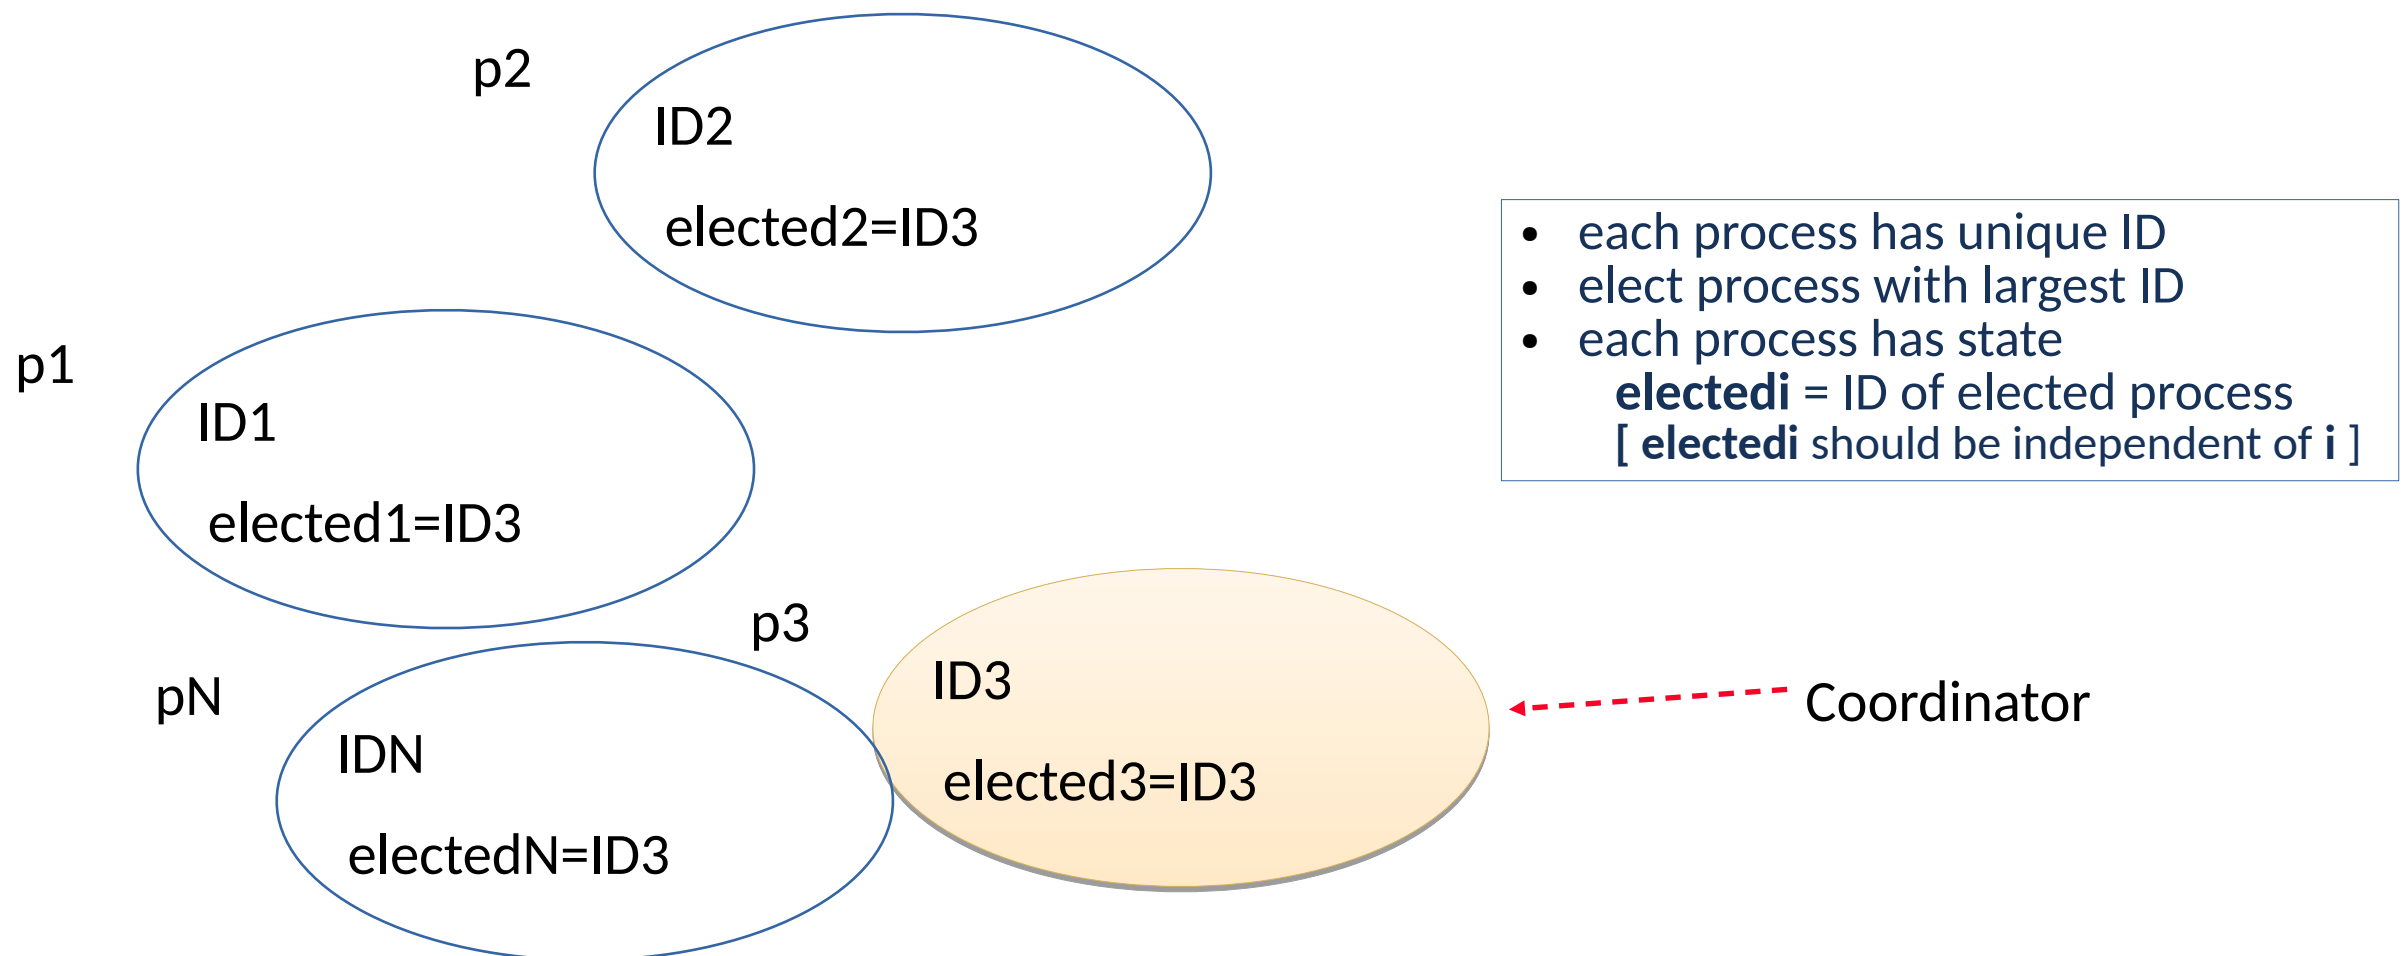 p2
ID2
elected2=ID3
p1
ID1
elected1=ID3
pN
IDN
electedN=ID3
p3
ID3
elected3=ID3
• each process has unique ID
• elect process with largest ID
• each process has state
electedi = ID of elected process
[ electedi should be independent of i ]
Coordinator